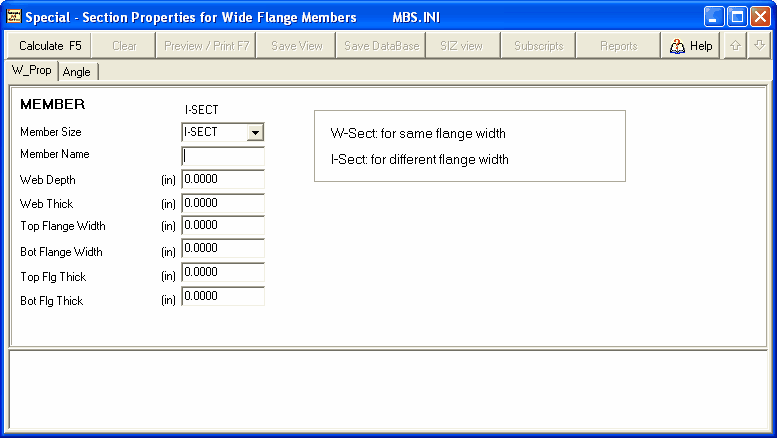 Special - Section Properties for Wide Flange Members MBS.INI
Calculate F5 Clear Preview / Print F7 Save View Save DataBase SIZ view Subscripts Reports Help
W_Prop Angle
MEMBER
I-SECT
Member Size I-SECT
Member Name
Web Depth (in) 0.0000
Web Thick (in) 0.0000
Top Flange Width (in) 0.0000
Bot Flange Width (in) 0.0000
Top Flg Thick (in) 0.0000
Bot Flg Thick (in) 0.0000
W-Sect: for same flange width
I-Sect: for different flange width